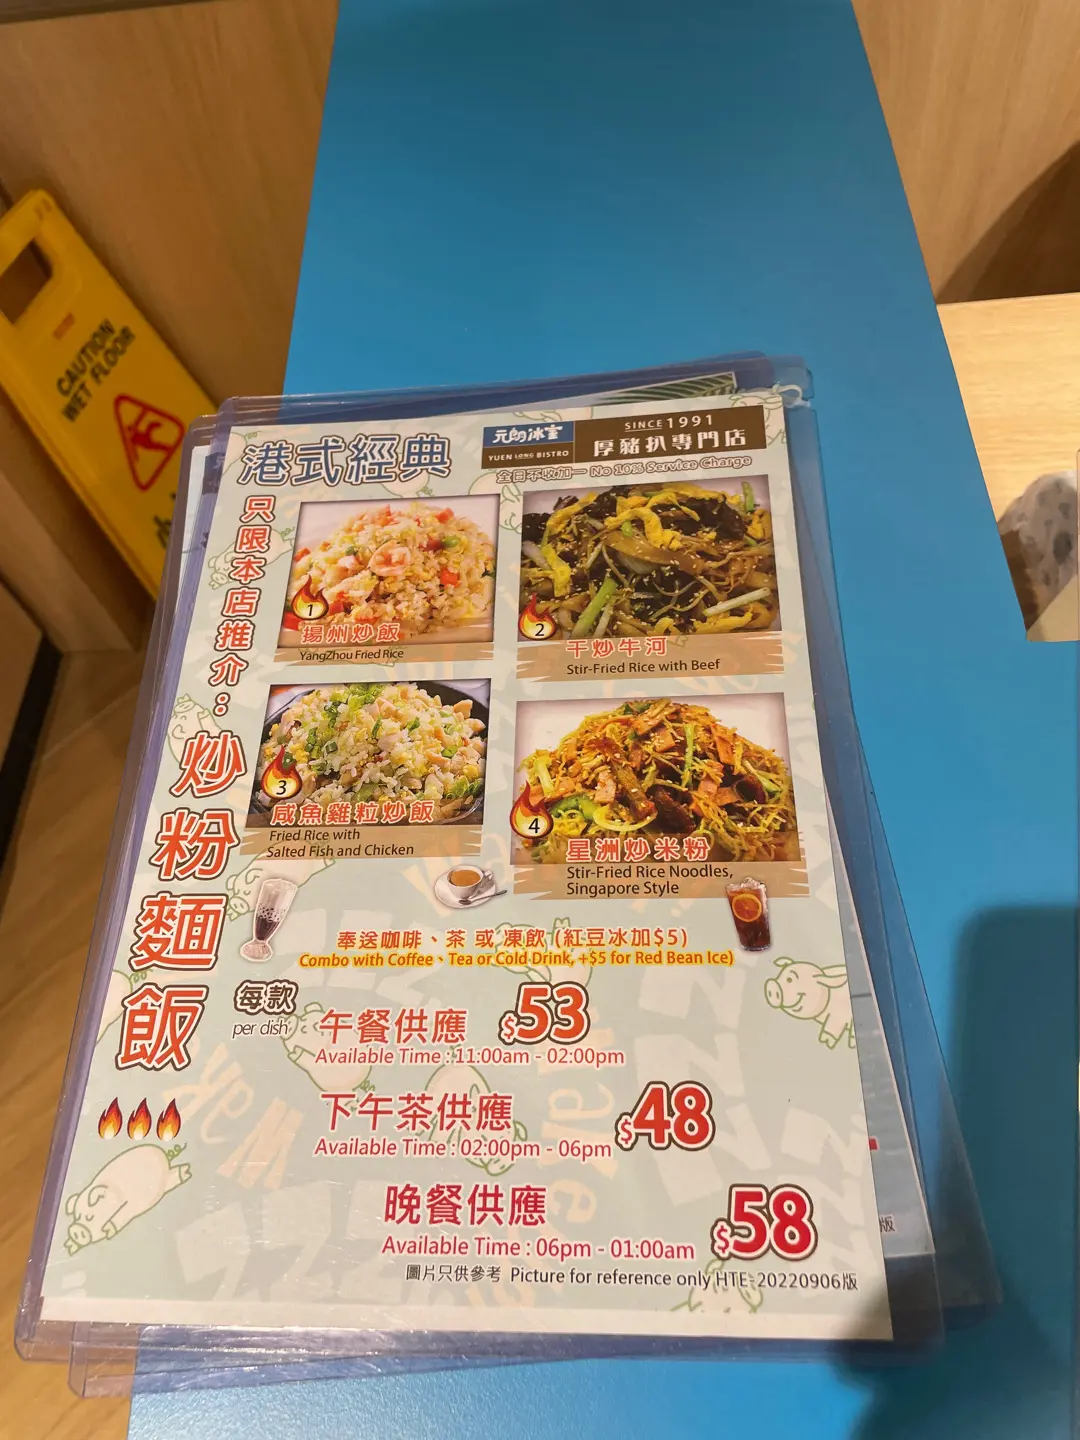 CAUTION
WET FLOOR
港式經典
元朗冰室
YUEN LONG BISTRO
SINCE 1991
厚豬扒專門店
全日不收加一 No 10% Service Charge
只限本店推介：
炒粉麵飯
1
揚州炒飯
YangZhou Fried Rice
2
干炒牛河
Stir-Fried Rice with Beef
3
咸魚雞粒炒飯
Fried Rice with
Salted Fish and Chicken
4
星洲炒米粉
Stir-Fried Rice Noodles,
Singapore Style
奉送咖啡、茶 或 凍飲 (紅豆冰加$5)
Combo with Coffee、Tea or Cold Drink, +$5 for Red Bean Ice)
每款
per dish
午餐供應 $53
Available Time : 11:00am - 02:00pm
下午茶供應 $48
Available Time : 02:00pm - 06pm
晚餐供應 $58
Available Time : 06pm - 01:00am
圖片只供參考 Picture for reference only HTE-20220906版
版